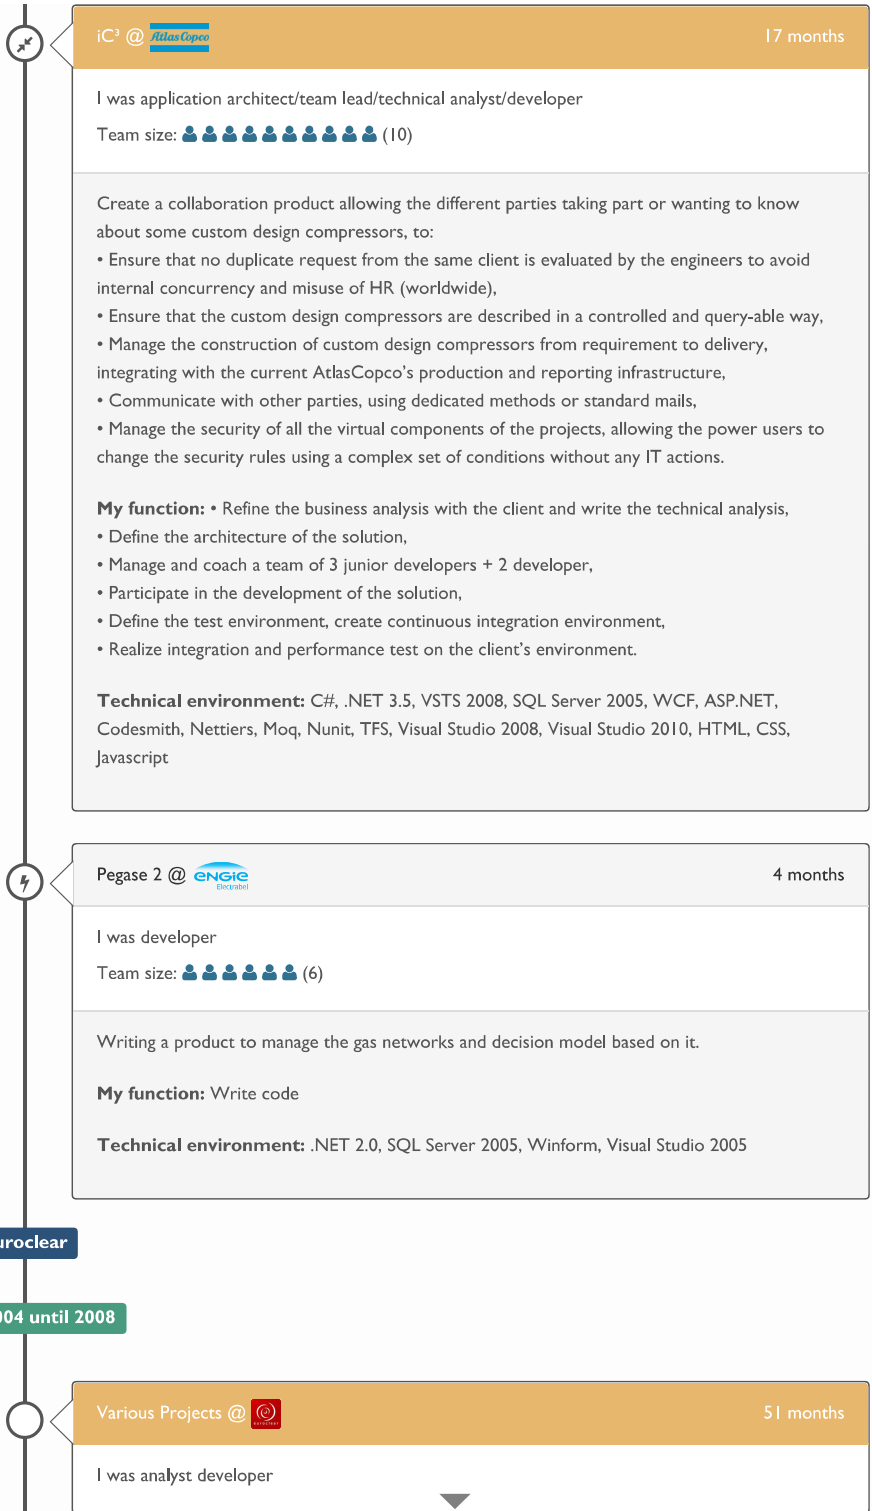 iC³ @ Atlas Copco 17 months
I was application architect/team lead/technical analyst/developer
Team size: (10)
Create a collaboration product allowing the different parties taking part or wanting to know
about some custom design compressors, to:
• Ensure that no duplicate request from the same client is evaluated by the engineers to avoid
internal concurrency and misuse of HR (worldwide),
• Ensure that the custom design compressors are described in a controlled and query-able way,
• Manage the construction of custom design compressors from requirement to delivery,
integrating with the current AtlasCopco's production and reporting infrastructure,
• Communicate with other parties, using dedicated methods or standard mails,
• Manage the security of all the virtual components of the projects, allowing the power users to
change the security rules using a complex set of conditions without any IT actions.
My function: • Refine the business analysis with the client and write the technical analysis,
• Define the architecture of the solution,
• Manage and coach a team of 3 junior developers + 2 developer,
• Participate in the development of the solution,
• Define the test environment, create continuous integration environment,
• Realize integration and performance test on the client's environment.
Technical environment: C#, .NET 3.5, VSTS 2008, SQL Server 2005, WCF, ASP.NET,
Codesmith, Nettiers, Moq, Nunit, TFS, Visual Studio 2008, Visual Studio 2010, HTML, CSS,
Javascript
Pegase 2 @ ENGIE 4 months
Electrabel
I was developer
Team size: (6)
Writing a product to manage the gas networks and decision model based on it.
My function: Write code
Technical environment: .NET 2.0, SQL Server 2005, Winform, Visual Studio 2005
uroclear
004 until 2008
Various Projects @ euroclear 51 months
I was analyst developer